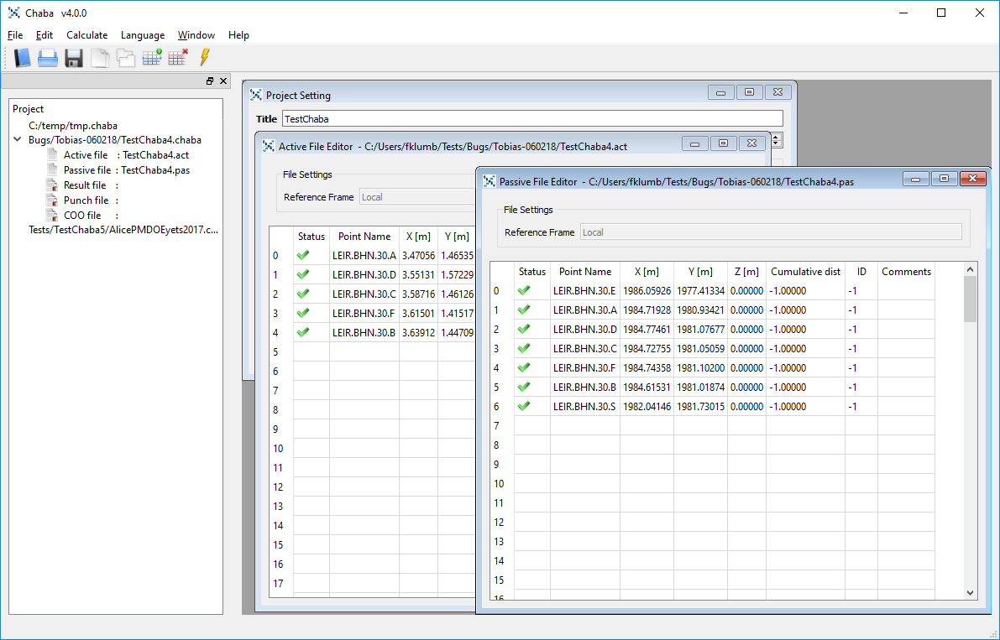 Chaba v4.0.0
File Edit Calculate Language Window Help
Project
C:/temp/tmp.chaba
Bugs/Tobias-060218/TestChaba4.chaba
Active file : TestChaba4.act
Passive file : TestChaba4.pas
Result file :
Punch file :
COO file :
Tests/TestChaba5/AlicePMDOEyets2017.c...
Project Setting
Title TestChaba
Active File Editor - C:/Users/fklumb/Tests/Bugs/Tobias-060218/TestChaba4.act
File Settings
Reference Frame Local
Status Point Name X [m] Y [m]
0 LEIR.BHN.30.A 3.47056 1.46535
1 LEIR.BHN.30.D 3.55131 1.57229
2 LEIR.BHN.30.C 3.58716 1.46126
3 LEIR.BHN.30.F 3.61501 1.41517
4 LEIR.BHN.30.B 3.63912 1.44709
5
6
7
8
9
10
11
12
13
14
15
16
17
Passive File Editor - C:/Users/fklumb/Tests/Bugs/Tobias-060218/TestChaba4.pas
File Settings
Reference Frame Local
Status Point Name X [m] Y [m] Z [m] Cumulative dist ID Comments
0 LEIR.BHN.30.E 1986.05926 1977.41334 0.00000 -1.00000 -1
1 LEIR.BHN.30.A 1984.71928 1980.93421 0.00000 -1.00000 -1
2 LEIR.BHN.30.D 1984.77461 1981.07677 0.00000 -1.00000 -1
3 LEIR.BHN.30.C 1984.72755 1981.05059 0.00000 -1.00000 -1
4 LEIR.BHN.30.F 1984.74358 1981.10200 0.00000 -1.00000 -1
5 LEIR.BHN.30.B 1984.61531 1981.01874 0.00000 -1.00000 -1
6 LEIR.BHN.30.S 1982.04146 1981.73015 0.00000 -1.00000 -1
7
8
9
10
11
12
13
14
15
16